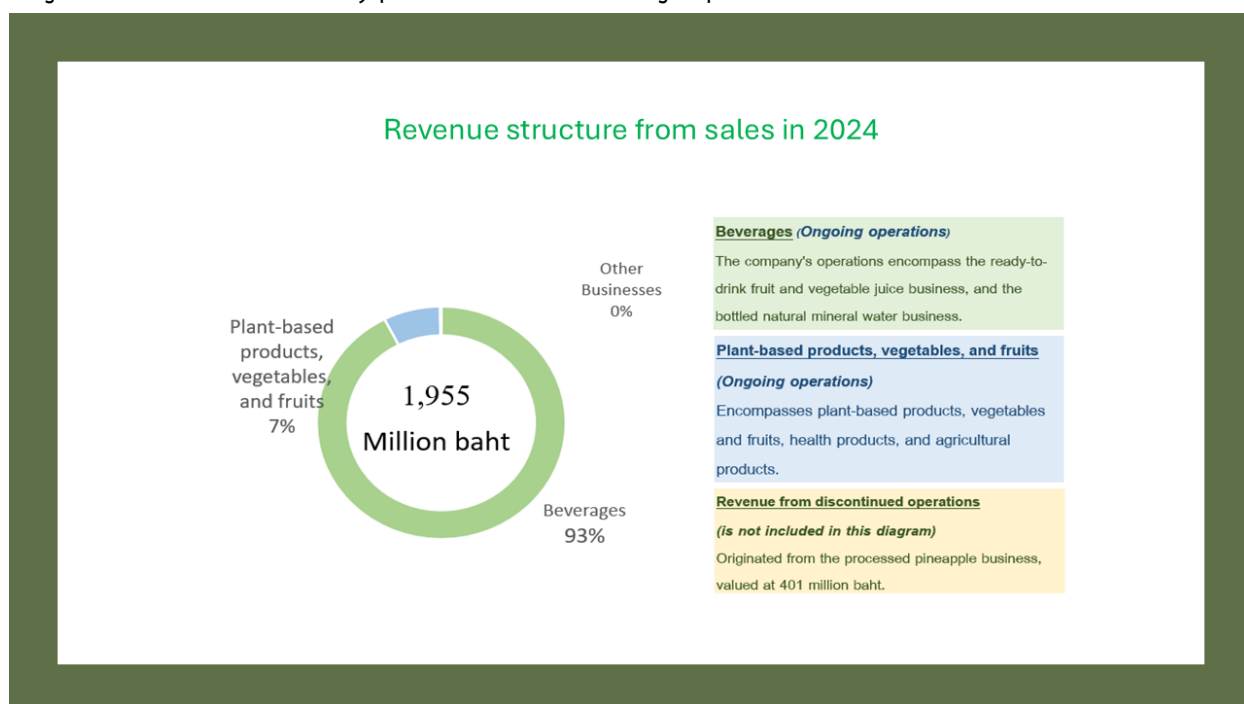 Revenue structure from sales in 2024
Other
Businesses
0%
Plant-based
products,
vegetables,
and fruits
7%
1,955
Million baht
Beverages
93%
Beverages (Ongoing operations)
The company's operations encompass the ready-to-
drink fruit and vegetable juice business, and the
bottled natural mineral water business.
Plant-based products, vegetables, and fruits
(Ongoing operations)
Encompasses plant-based products, vegetables
and fruits, health products, and agricultural
products.
Revenue from discontinued operations
(is not included in this diagram)
Originated from the processed pineapple business,
valued at 401 million baht.